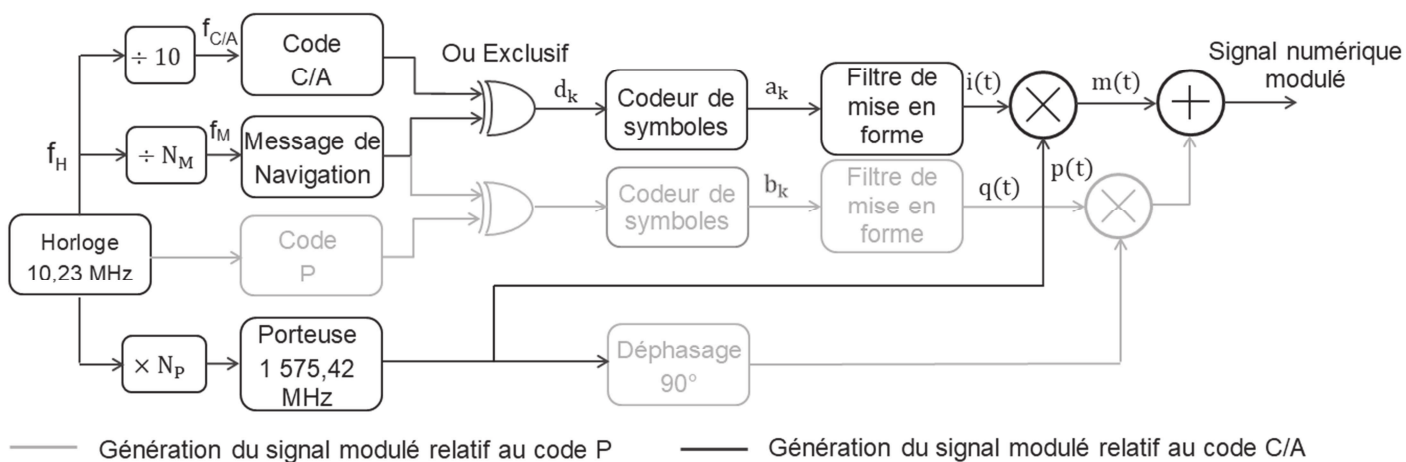 ÷ 10
f_C/A
Code
C/A
Ou Exclusif
d_k
Codeur de
symboles
a_k
Filtre de
mise en
forme
i(t)
m(t)
Signal numérique
modulé
f_H
÷ N_M
f_M
Message de
Navigation
Codeur de
symboles
b_k
Filtre de
mise en
forme
q(t)
p(t)
Horloge
10,23 MHz
Code
P
× N_P
Porteuse
1 575,42
MHz
Déphasage
90°
Génération du signal modulé relatif au code P
Génération du signal modulé relatif au code C/A